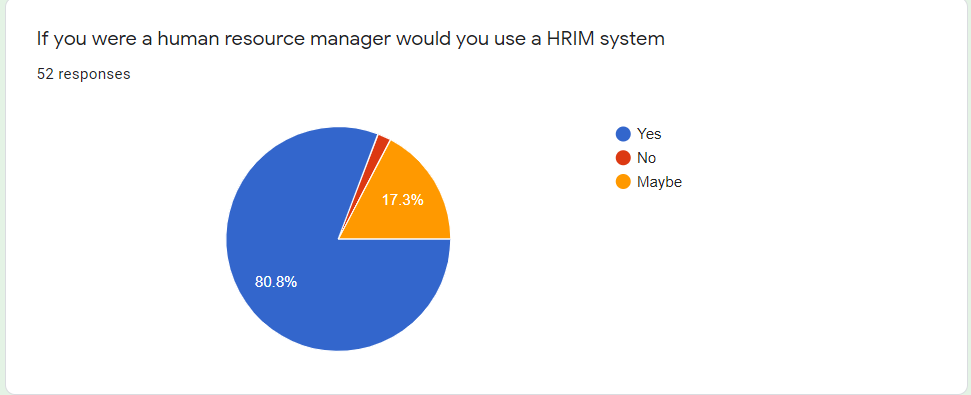 If you were a human resource manager would you use a HRIM system
52 responses
Yes
No
Maybe
17.3%
80.8%